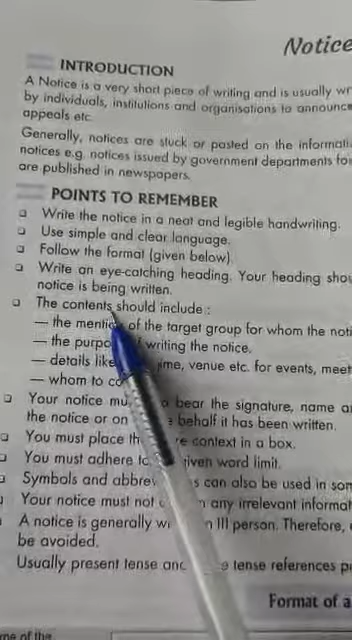 Notice
INTRODUCTION
A Notice is a very short piece of writing and is usually
by individuals, institutions and organisations to announce
appeals etc.
Generally, notices are stuck or pasted on the
notices e.g. notices issued by government departments
are published in newspapers.
POINTS TO REMEMBER
Write the notice in a neat and legible handwriting.
Use simple and clear language.
Follow the format (given below).
Write an eye-catching heading. Your heading
notice is being written.
The contents should include :
— the of the target group for whom the
— the writing the notice.
— details venue etc. for events,
— whom to
Your notice bear the signature, name
the notice or on behalf it has been written.
You must place context in a box.
You must adhere given word limit.
Symbols and can also be used in
Your notice must not any irrelevant
A notice is generally III person. Therefore,
be avoided.
Usually present tense tense references
Format of a
me of the